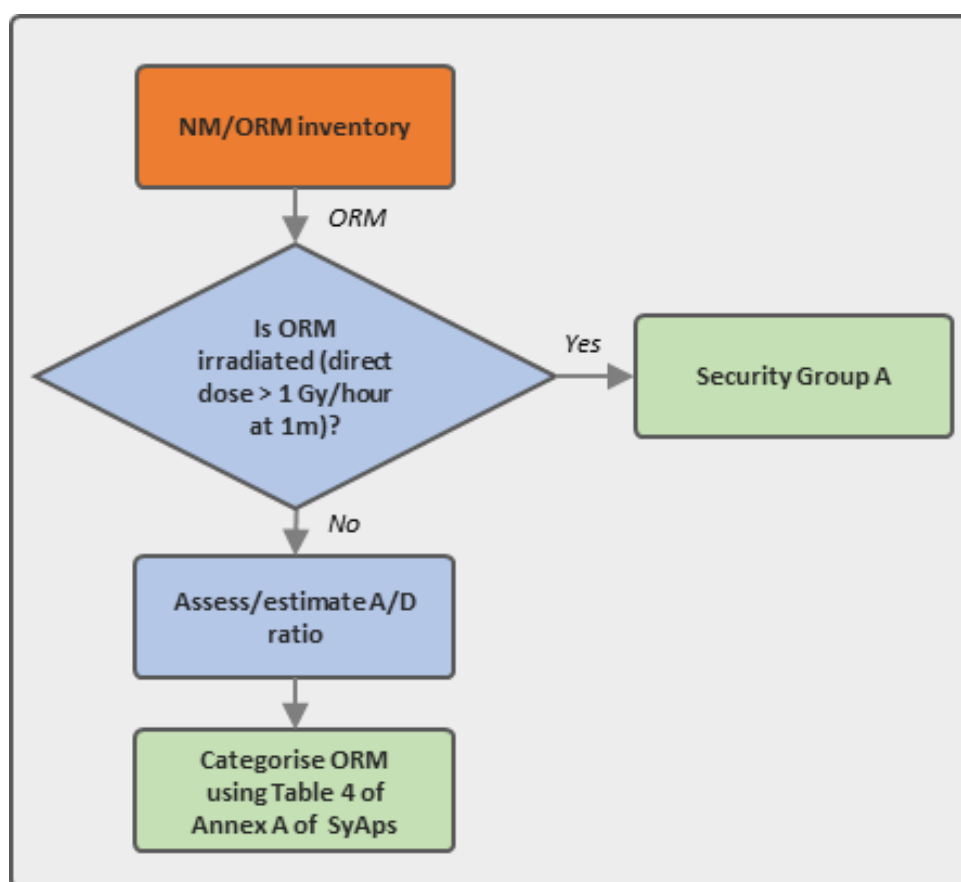 NM/ORM inventory
ORM
Is ORM
irradiated (direct
dose > 1 Gy/hour
at 1m)?
Yes
Security Group A
No
Assess/estimate A/D
ratio
Categorise ORM
using Table 4 of
Annex A of SyAps